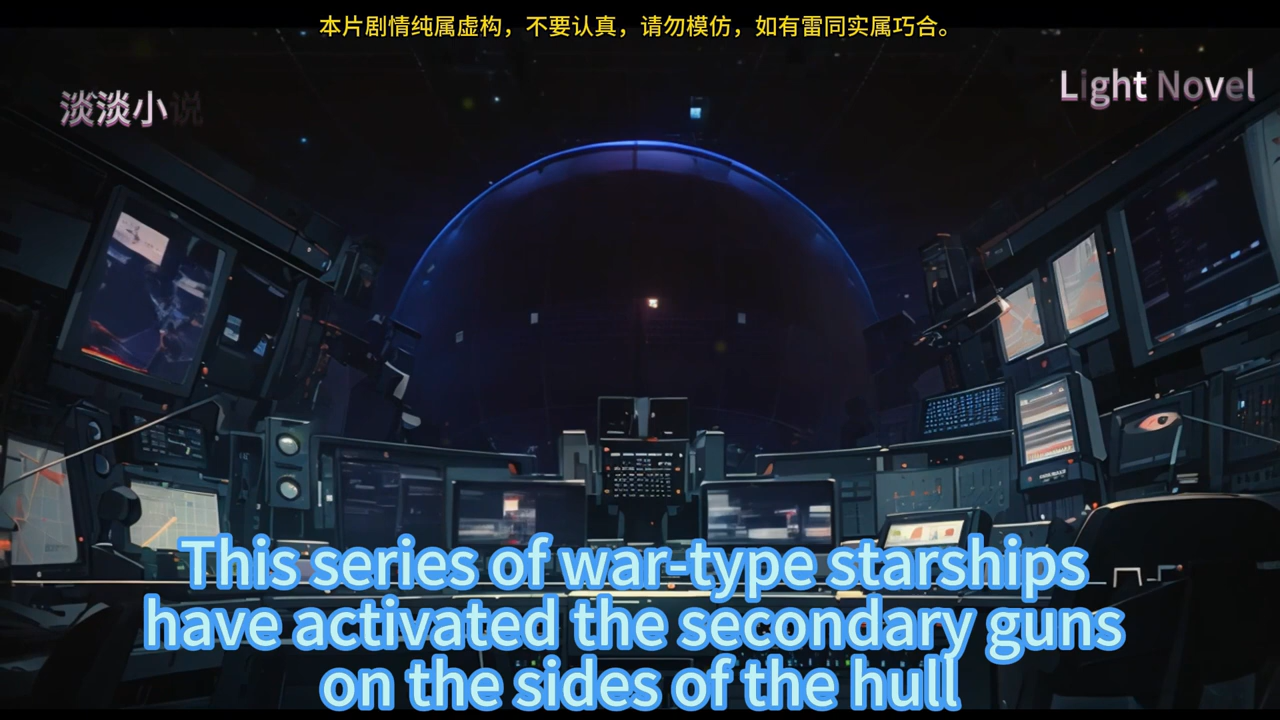 本片剧情纯属虚构，不要认真，请勿模仿，如有雷同实属巧合。
淡淡小说
Light Novel
This series of war-type starships
have activated the secondary guns
on the sides of the hull